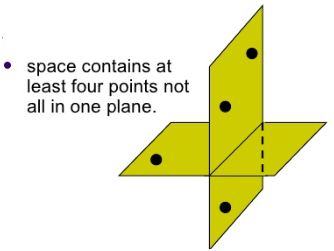 space contains at
least four points not
all in one plane.